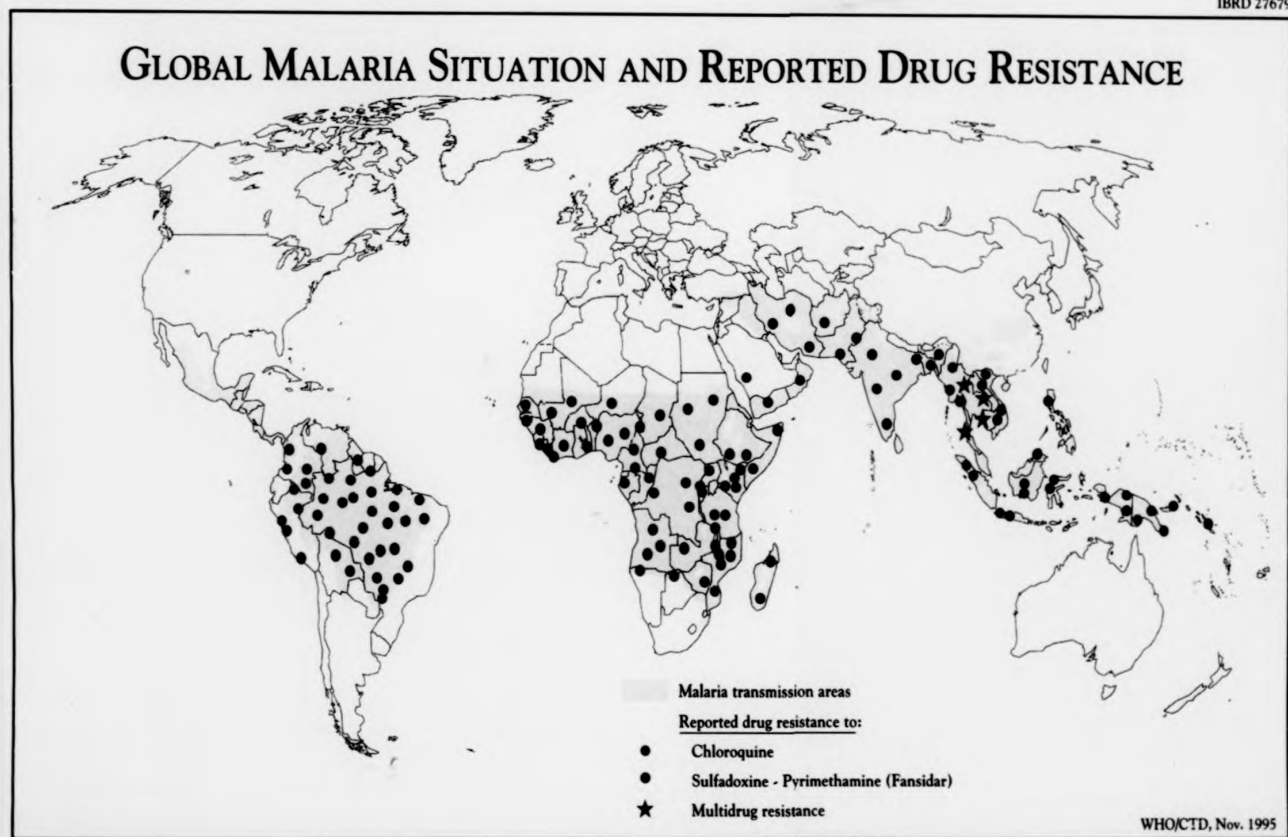 IBRD 27679
GLOBAL MALARIA SITUATION AND REPORTED DRUG RESISTANCE
Malaria transmission areas
Reported drug resistance to:
Chloroquine
Sulfadoxine - Pyrimethamine (Fansidar)
Multidrug resistance
WHO/CTD, Nov. 1995